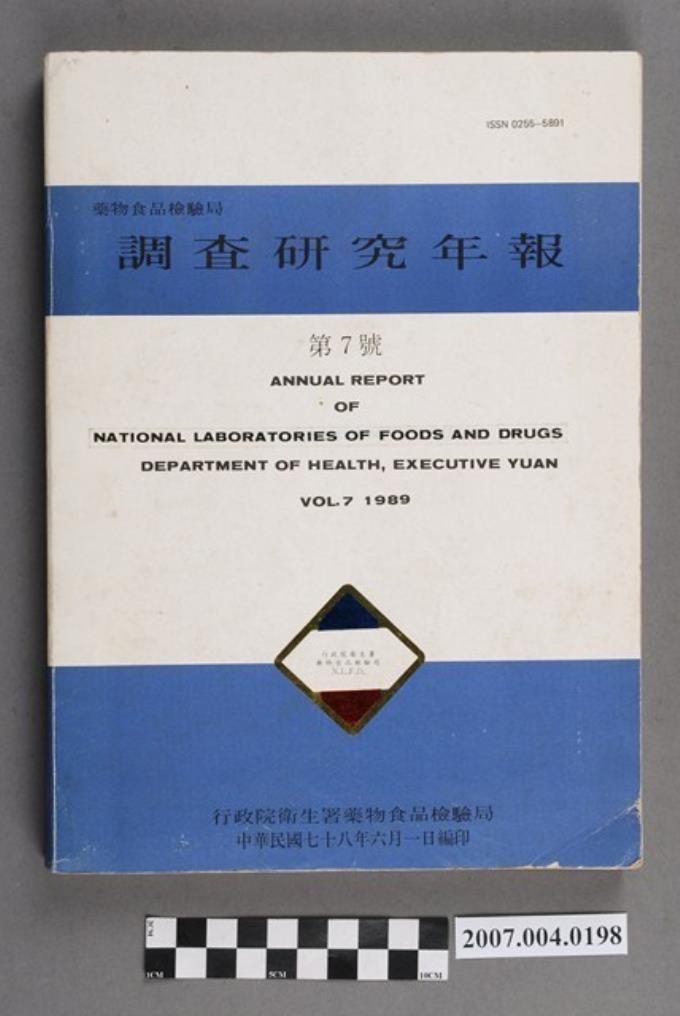 ISSN 0255-5891
藥物食品檢驗局
調查研究年報
第7號
ANNUAL REPORT
OF
NATIONAL LABORATORIES OF FOODS AND DRUGS
DEPARTMENT OF HEALTH, EXECUTIVE YUAN
VOL.7 1989
行政院衛生署
藥物食品檢驗局
N.L.F.D.
行政院衛生署藥物食品檢驗局
中華民國七十八年六月一日編印
1CM
5CM
10CM
2007.004.0198